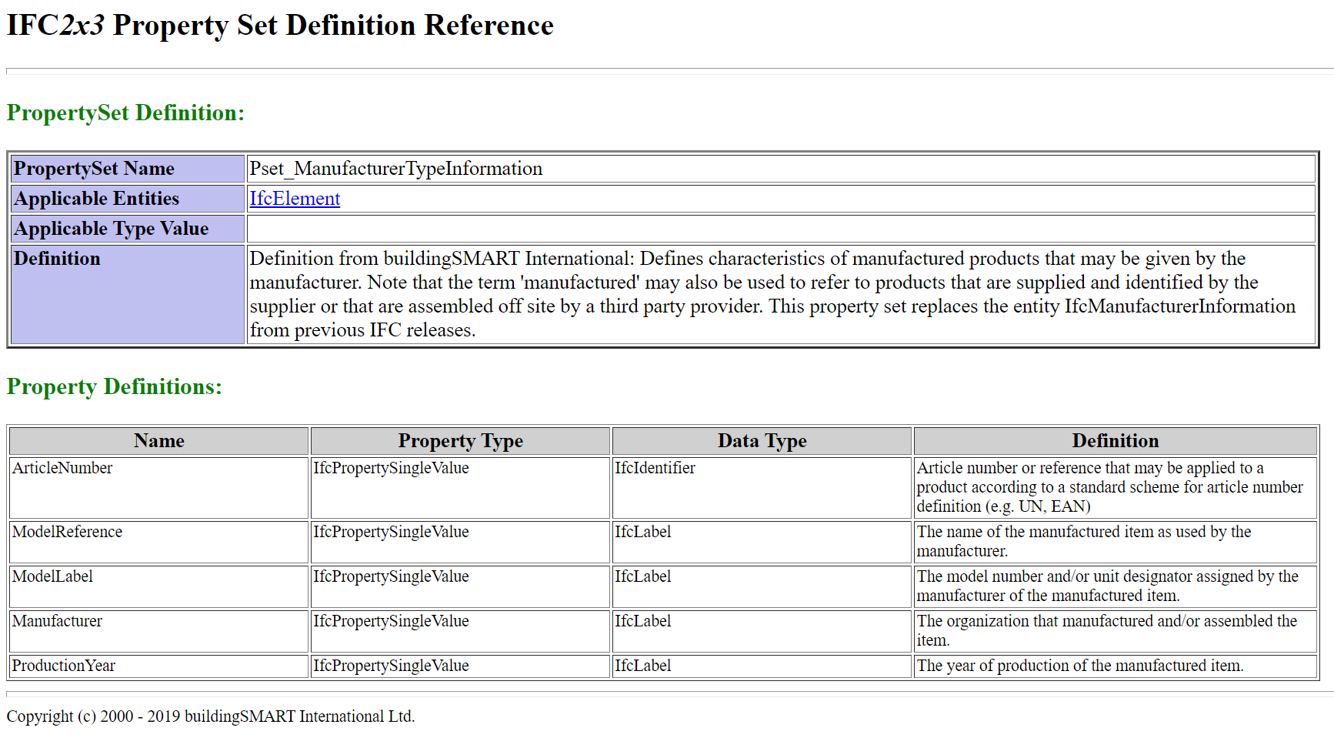 IFC2x3 Property Set Definition Reference
PropertySet Definition:
PropertySet Name Pset_ManufacturerTypeInformation
Applicable Entities IfcElement
Applicable Type Value
Definition Definition from buildingSMART International: Defines characteristics of manufactured products that may be given by the
manufacturer. Note that the term 'manufactured' may also be used to refer to products that are supplied and identified by the
supplier or that are assembled off site by a third party provider. This property set replaces the entity IfcManufacturerInformation
from previous IFC releases.
Property Definitions:
Name Property Type Data Type Definition
ArticleNumber IfcPropertySingleValue IfcIdentifier Article number or reference that may be applied to a
product according to a standard scheme for article number
definition (e.g. UN, EAN)
ModelReference IfcPropertySingleValue IfcLabel The name of the manufactured item as used by the
manufacturer.
ModelLabel IfcPropertySingleValue IfcLabel The model number and/or unit designator assigned by the
manufacturer of the manufactured item.
Manufacturer IfcPropertySingleValue IfcLabel The organization that manufactured and/or assembled the
item.
ProductionYear IfcPropertySingleValue IfcLabel The year of production of the manufactured item.
Copyright (c) 2000 - 2019 buildingSMART International Ltd.